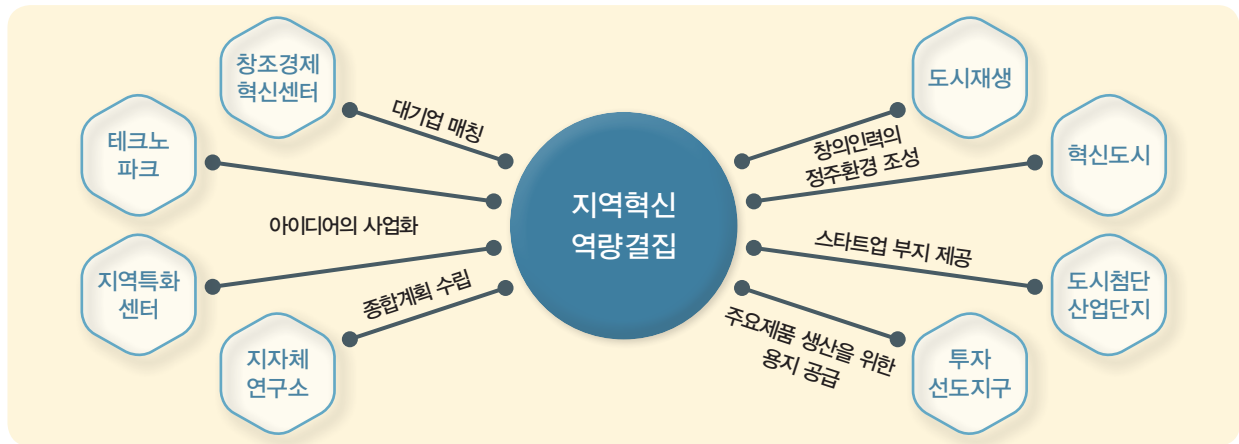 창조경제
혁신센터
대기업 매칭
테크노
파크
아이디어의 사업화
지역특화
센터
종합계획 수립
지자체
연구소
지역혁신
역량결집
도시재생
창의인력의
정주환경 조성
혁신도시
스타트업 부지 제공
도시첨단
산업단지
주요제품 생산을 위한
용지 공급
투자
선도지구